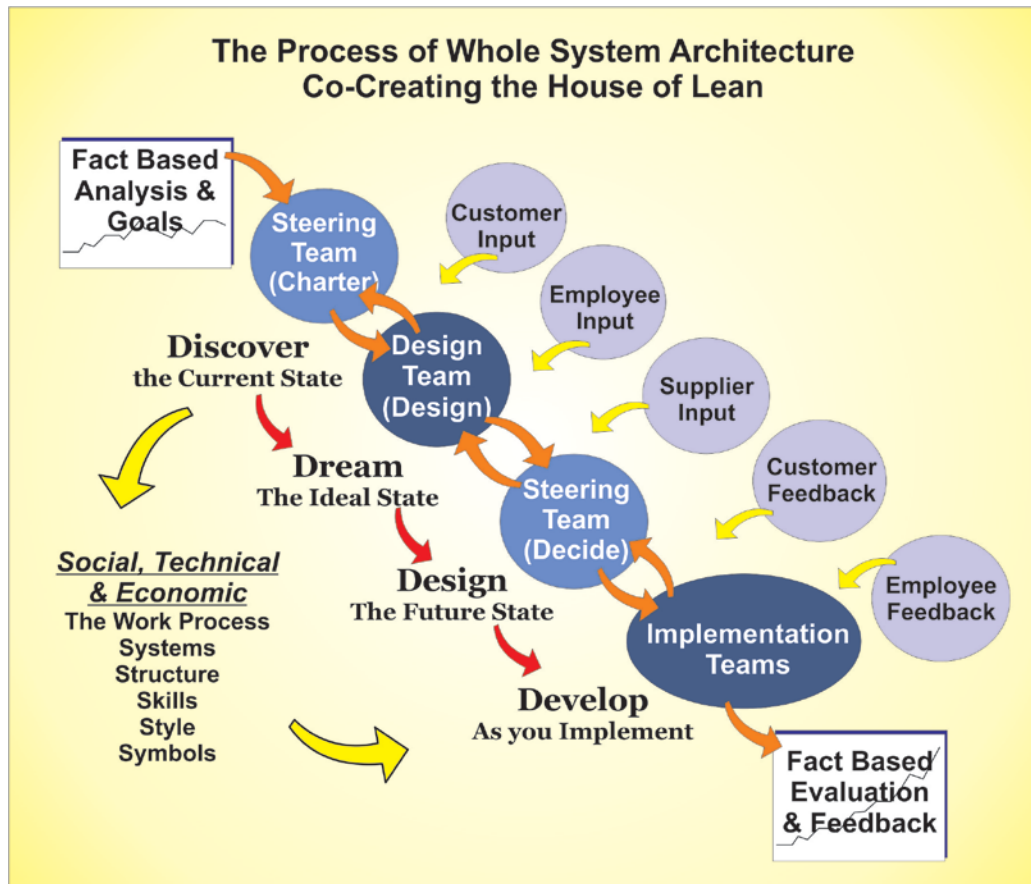 The Process of Whole System Architecture
Co-Creating the House of Lean
Fact Based
Analysis &
Goals
Steering
Team
(Charter)
Customer
Input
Employee
Input
Design
Team
(Design)
Supplier
Input
Discover
the Current State
Dream
The Ideal State
Steering
Team
(Decide)
Customer
Feedback
Design
The Future State
Employee
Feedback
Implementation
Teams
Develop
As you Implement
Social, Technical
& Economic
The Work Process
Systems
Structure
Skills
Style
Symbols
Fact Based
Evaluation
& Feedback